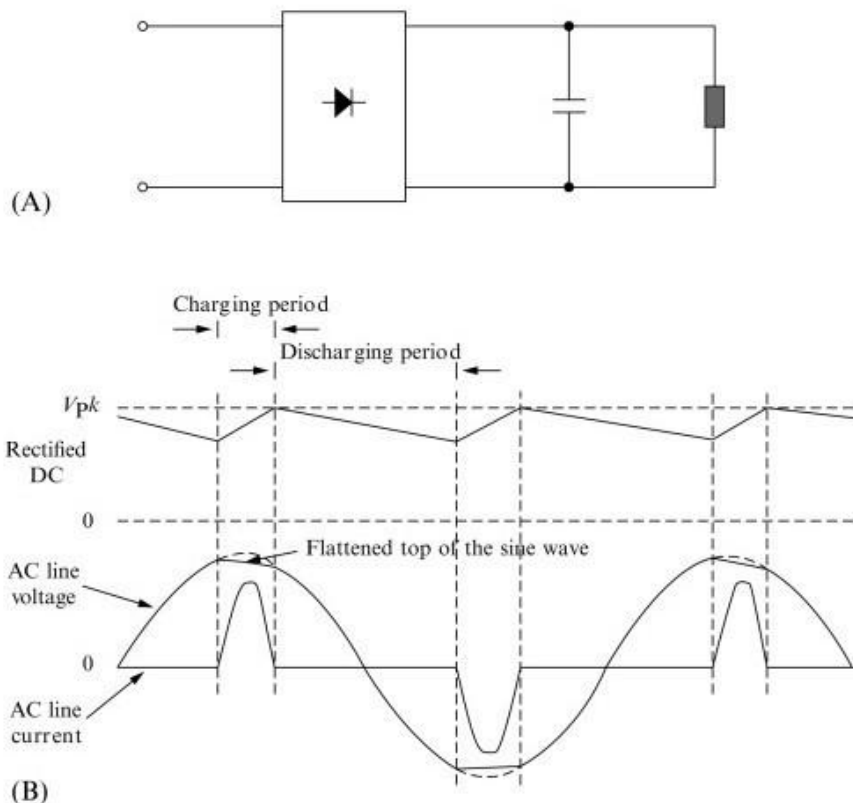 (A)
Charging period
Discharging period
Vpk
Rectified
DC
0
Flattened top of the sine wave
AC line
voltage
0
AC line
current
(B)